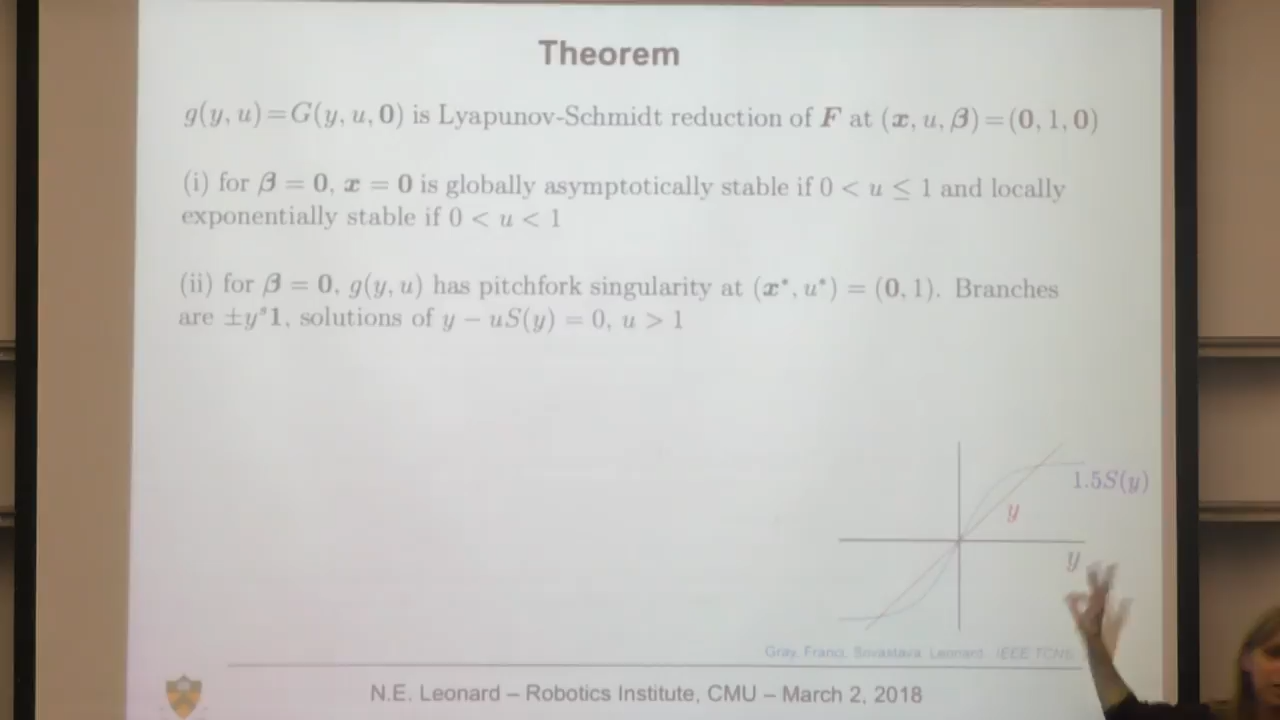 Theorem
g(y, u)=G(y, u, 0) is Lyapunov-Schmidt reduction of F at (x, u, β)=(0, 1, 0)
(i) for β = 0, x = 0 is globally asymptotically stable if 0 < u ≤ 1 and locally
exponentially stable if 0 < u < 1
(ii) for β = 0, g(y, u) has pitchfork singularity at (x*, u*) = (0, 1). Branches
are ±yˢ1, solutions of y − uS(y) = 0, u > 1
1.5S(y)
y
y
Gray, Franci, Leonard, IEEE TCNS
N.E. Leonard – Robotics Institute, CMU – March 2, 2018